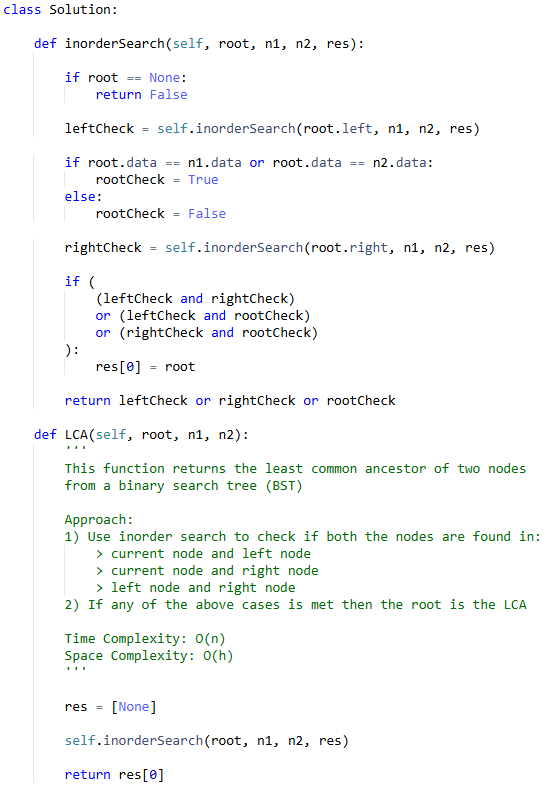 class Solution:
def inorderSearch(self, root, n1, n2, res):
if root == None:
return False
leftCheck = self.inorderSearch(root.left, n1, n2, res)
if root.data == n1.data or root.data == n2.data:
rootCheck = True
else:
rootCheck = False
rightCheck = self.inorderSearch(root.right, n1, n2, res)
if (
(leftCheck and rightCheck)
or (leftCheck and rootCheck)
or (rightCheck and rootCheck)
):
res[0] = root
return leftCheck or rightCheck or rootCheck
def LCA(self, root, n1, n2):
'''
This function returns the least common ancestor of two nodes
from a binary search tree (BST)
Approach:
1) Use inorder search to check if both the nodes are found in:
> current node and left node
> current node and right node
> left node and right node
2) If any of the above cases is met then the root is the LCA
Time Complexity: O(n)
Space Complexity: O(h)
'''
res = [None]
self.inorderSearch(root, n1, n2, res)
return res[0]